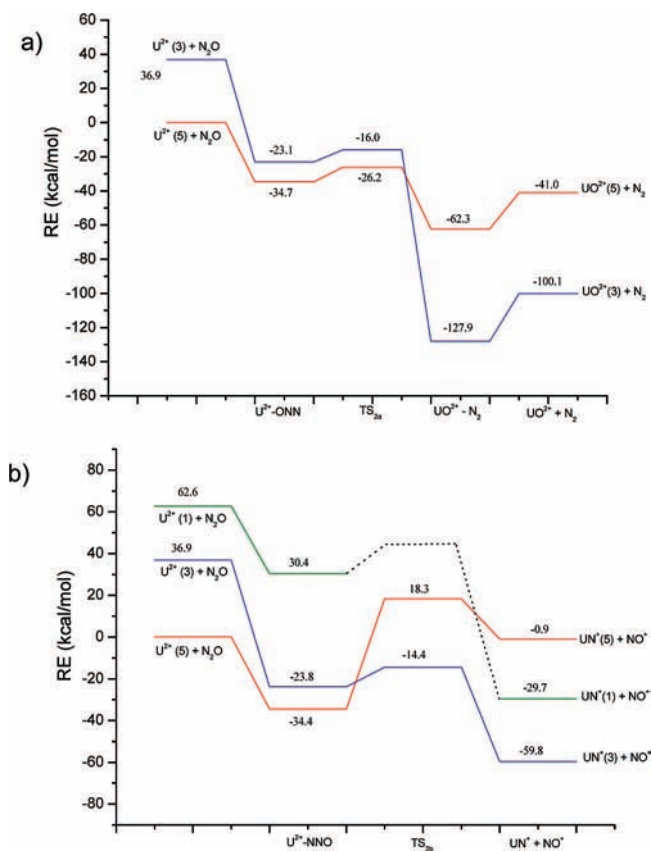 a)
60
40
20
0
-20
-40
-60
-80
-100
-120
-140
-160
RE (kcal/mol)
U²⁺(3) + N₂O
36.9
U²⁺(5) + N₂O
-23.1
-34.7
-16.0
-26.2
-62.3
-127.9
-41.0
UO²⁺(5) + N₂
-100.1
UO²⁺(3) + N₂
U²⁺-ONN
TS₂ₐ
UO²⁺ - N₂
UO²⁺ + N₂
b)
80
60
40
20
0
-20
-40
-60
-80
RE (kcal/mol)
62.6
U²⁺(1) + N₂O
36.9
U²⁺(3) + N₂O
U²⁺(5) + N₂O
30.4
-23.8
-34.4
18.3
-14.4
-0.9
UN⁺(5) + NO⁺
-29.7
UN⁺(1) + NO⁺
-59.8
UN⁺(3) + NO⁺
U²⁺-NNO
TS₂b
UN⁺ + NO⁺